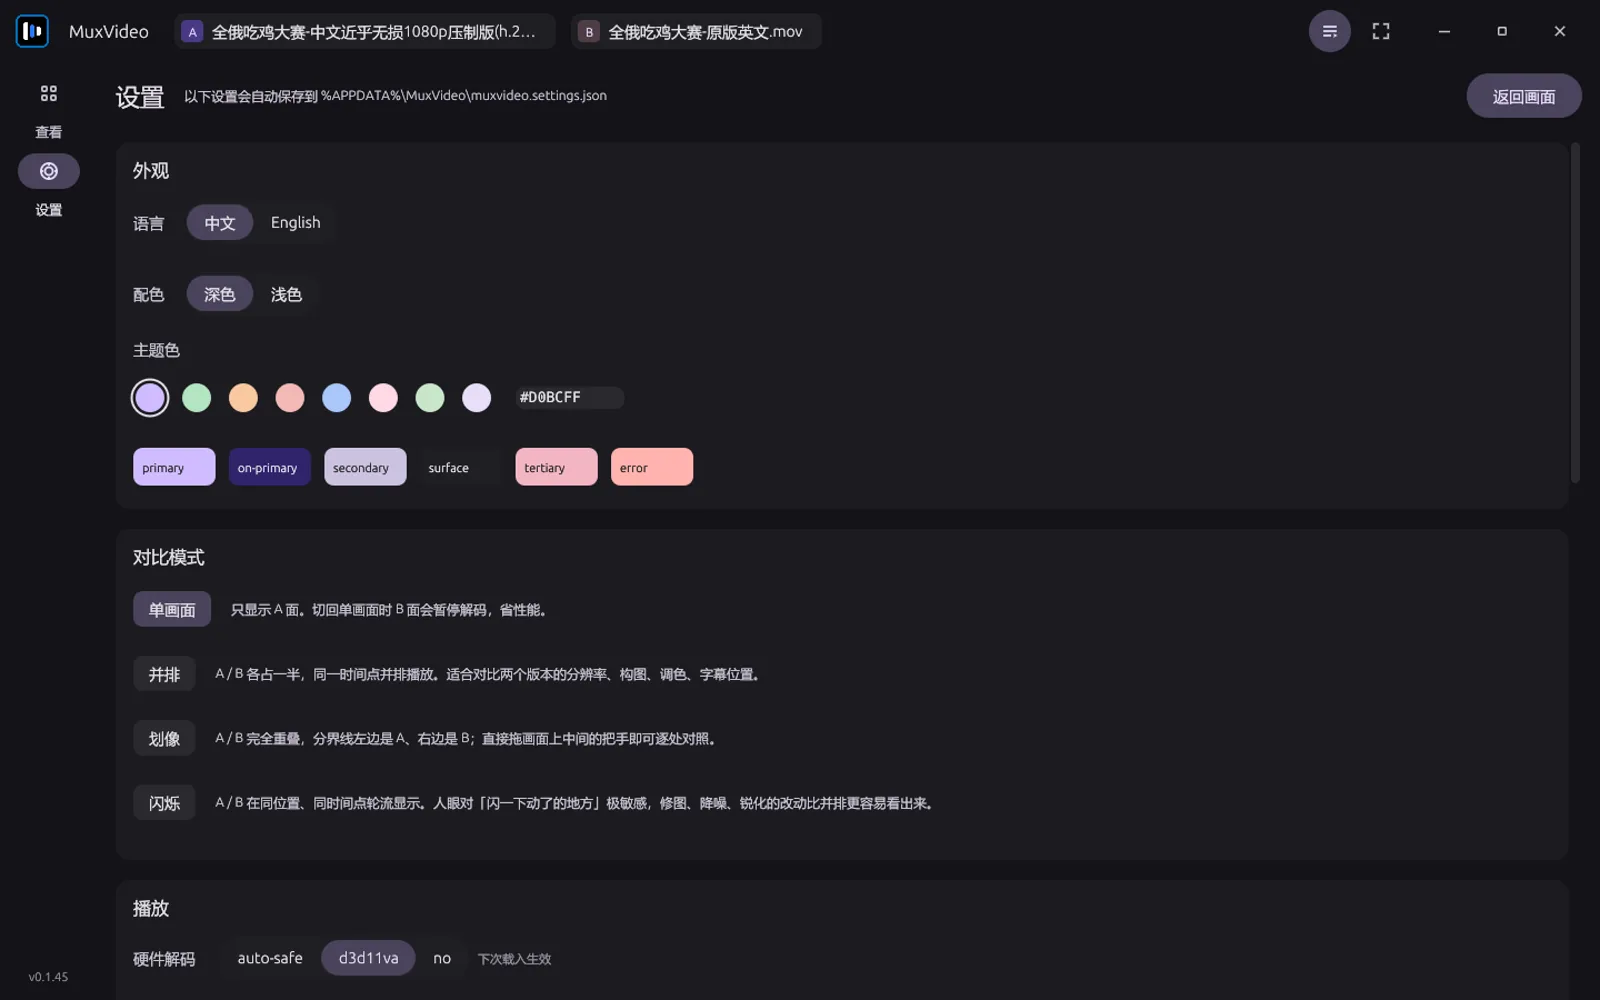 MuxVideo
A 全俄吃鸡大赛-中文近乎无损1080p压制版(h.2...
B 全俄吃鸡大赛-原版英文.mov
查看
设置
设置 以下设置会自动保存到 %APPDATA%\MuxVideo\muxvideo.settings.json
返回画面
外观
语言 中文 English
配色 深色 浅色
主题色
#D0BCFF
primary on-primary secondary surface tertiary error
对比模式
单画面 只显示 A 面。切回单画面时 B 面会暂停解码，省性能。
并排 A / B 各占一半，同一时间点并排播放。适合对比两个版本的分辨率、构图、调色、字幕位置。
划像 A / B 完全重叠，分界线左边是 A、右边是 B；直接拖画面上中间的把手即可逐处对照。
闪烁 A / B 在同位置、同时间点轮流显示。人眼对「闪一下动了的地方」极敏感，修图、降噪、锐化的改动比并排更容易看出来。
播放
硬件解码 auto-safe d3d11va no 下次载入生效
v0.1.45